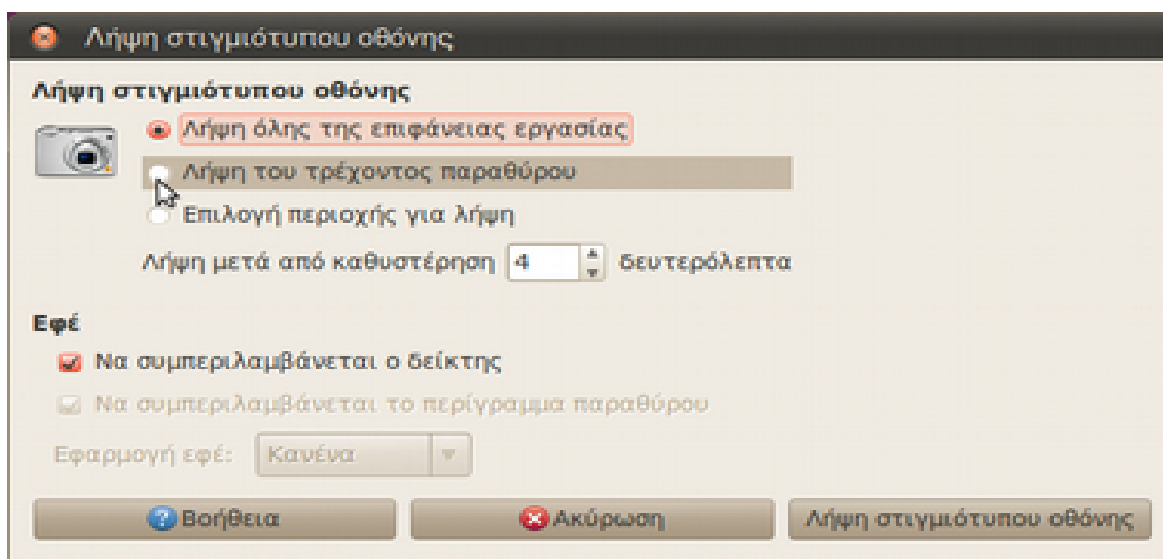 Λήψη στιγμιότυπου οθόνης
Λήψη στιγμιότυπου οθόνης
Λήψη όλης της επιφάνειας εργασίας
Λήψη του τρέχοντος παραθύρου
Επιλογή περιοχής για λήψη
Λήψη μετά από καθυστέρηση 4 δευτερόλεπτα
Εφέ
Να συμπεριλαμβάνεται ο δείκτης
Να συμπεριλαμβάνεται το περίγραμμα παραθύρου
Εφαρμογή εφέ: Κανένα
Βοήθεια Ακύρωση Λήψη στιγμιότυπου οθόνης